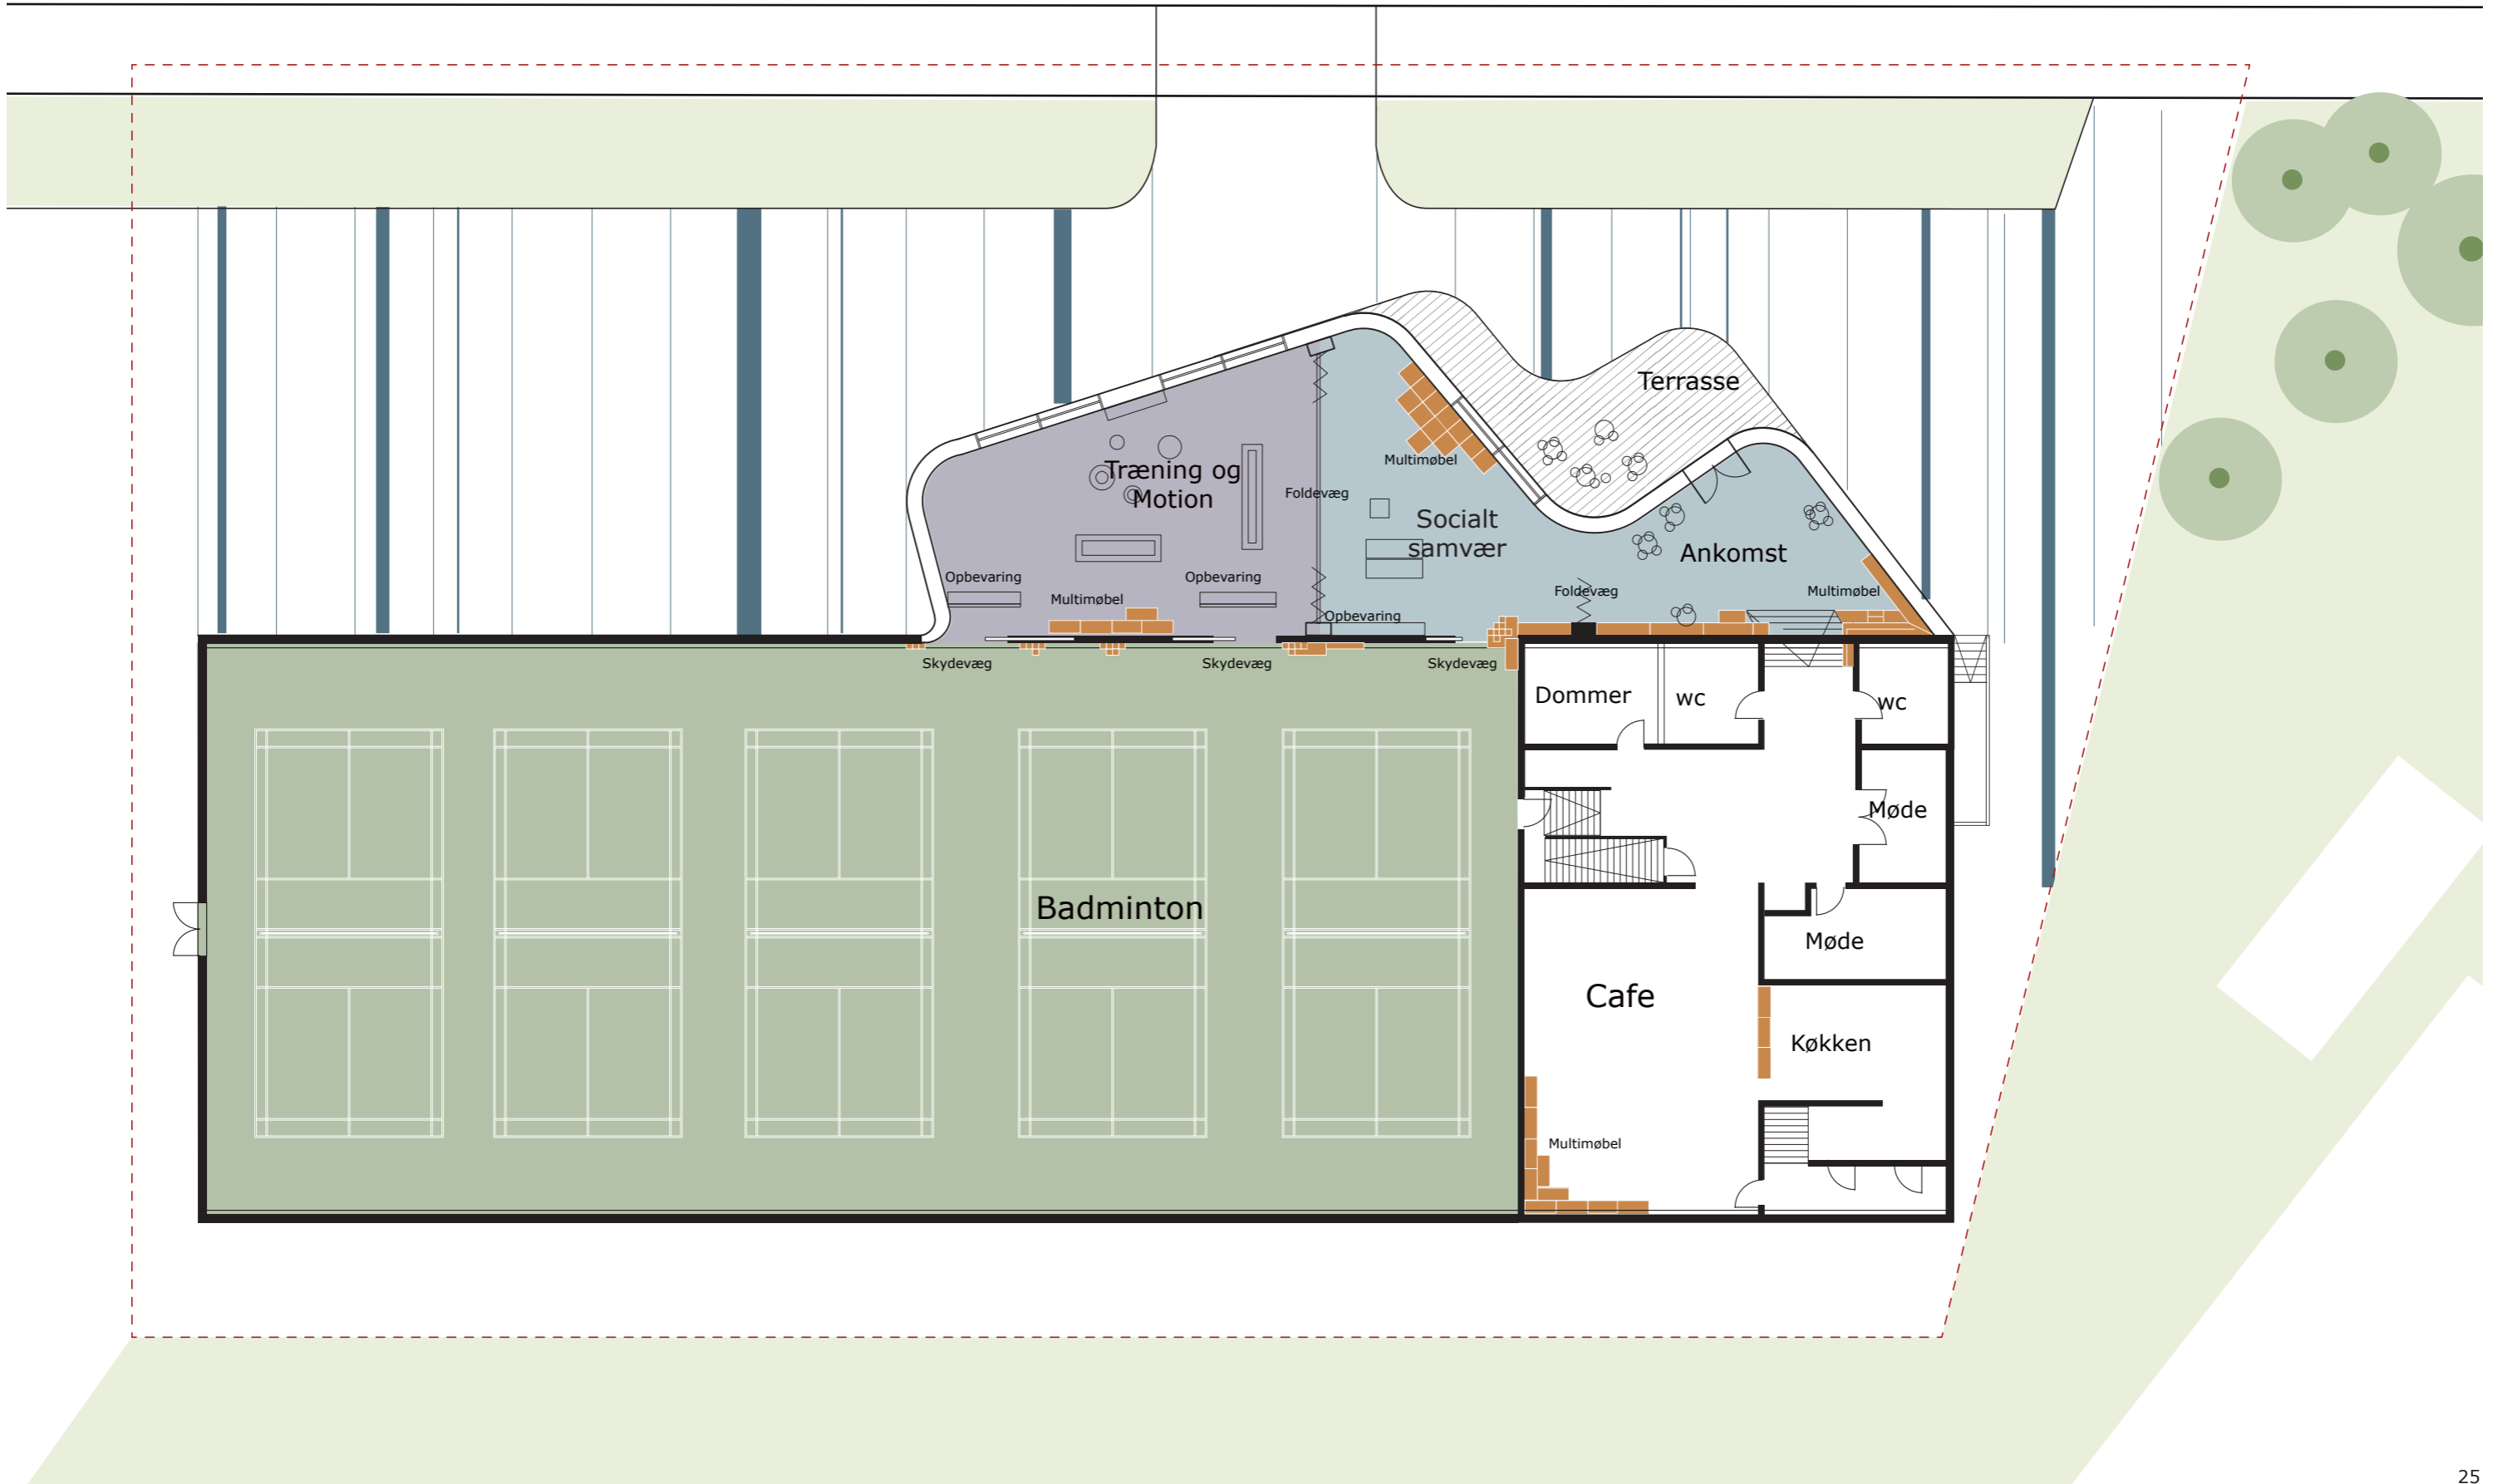 Terrasse
Multimøbel
Træning og
Motion
Foldevæg
Socialt
samvær
Ankomst
Opbevaring
Opbevaring
Multimøbel
Foldevæg
Multimøbel
Opbevaring
Skydevæg
Skydevæg
Skydevæg
Dommer
wc
wc
Møde
Badminton
Møde
Cafe
Køkken
Multimøbel
25